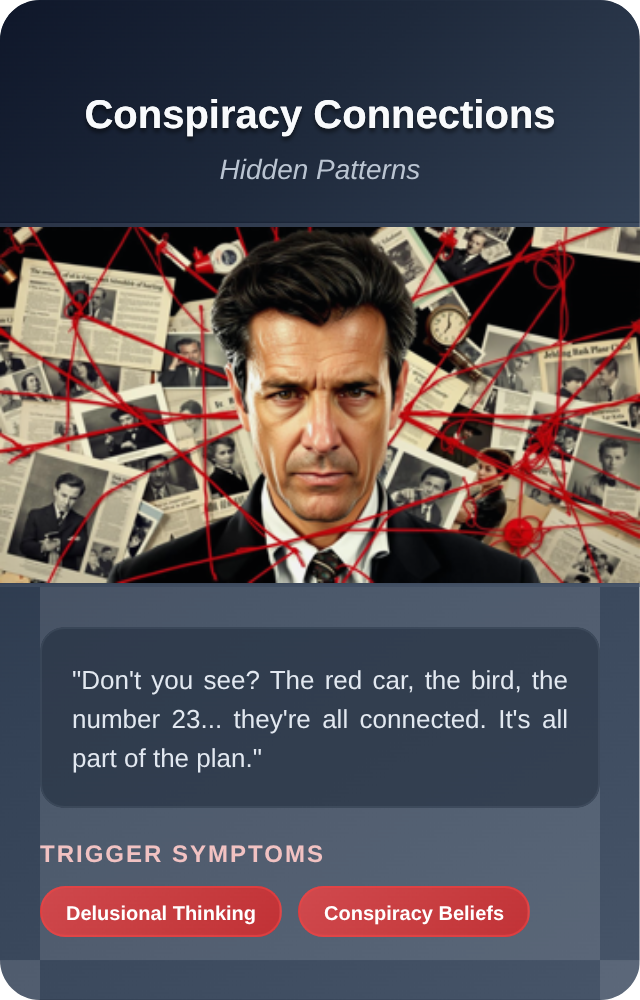 Conspiracy Connections
Hidden Patterns
"Don't you see? The red car, the bird, the
number 23... they're all connected. It's all
part of the plan."
TRIGGER SYMPTOMS
Delusional Thinking
Conspiracy Beliefs